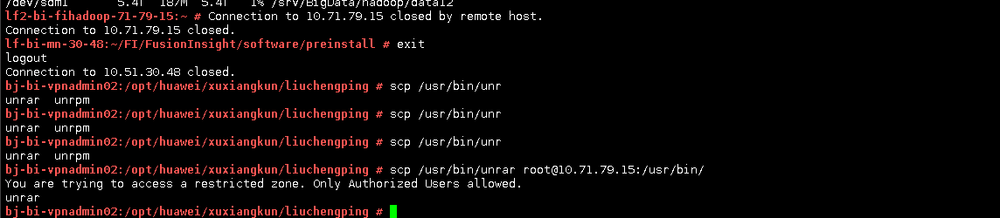 /dev/sdm1       5.4T  187M  5.4T   1% /srv/BigData/hadoop/data12
lf2-bi-fihadoop-71-79-15:~ # Connection to 10.71.79.15 closed by remote host.
Connection to 10.71.79.15 closed.
lf-bi-mn-30-48:~/FI/FusionInsight/software/preinstall # exit
logout
Connection to 10.51.30.48 closed.
bj-bi-vpnadmin02:/opt/huawei/xuxiangkun/liuchengping # scp /usr/bin/unr
unrar  unrpm
bj-bi-vpnadmin02:/opt/huawei/xuxiangkun/liuchengping # scp /usr/bin/unr
unrar  unrpm
bj-bi-vpnadmin02:/opt/huawei/xuxiangkun/liuchengping # scp /usr/bin/unr
unrar  unrpm
bj-bi-vpnadmin02:/opt/huawei/xuxiangkun/liuchengping # scp /usr/bin/unrar root@10.71.79.15:/usr/bin/
You are trying to access a restricted zone. Only Authorized Users allowed.
unrar
bj-bi-vpnadmin02:/opt/huawei/xuxiangkun/liuchengping #